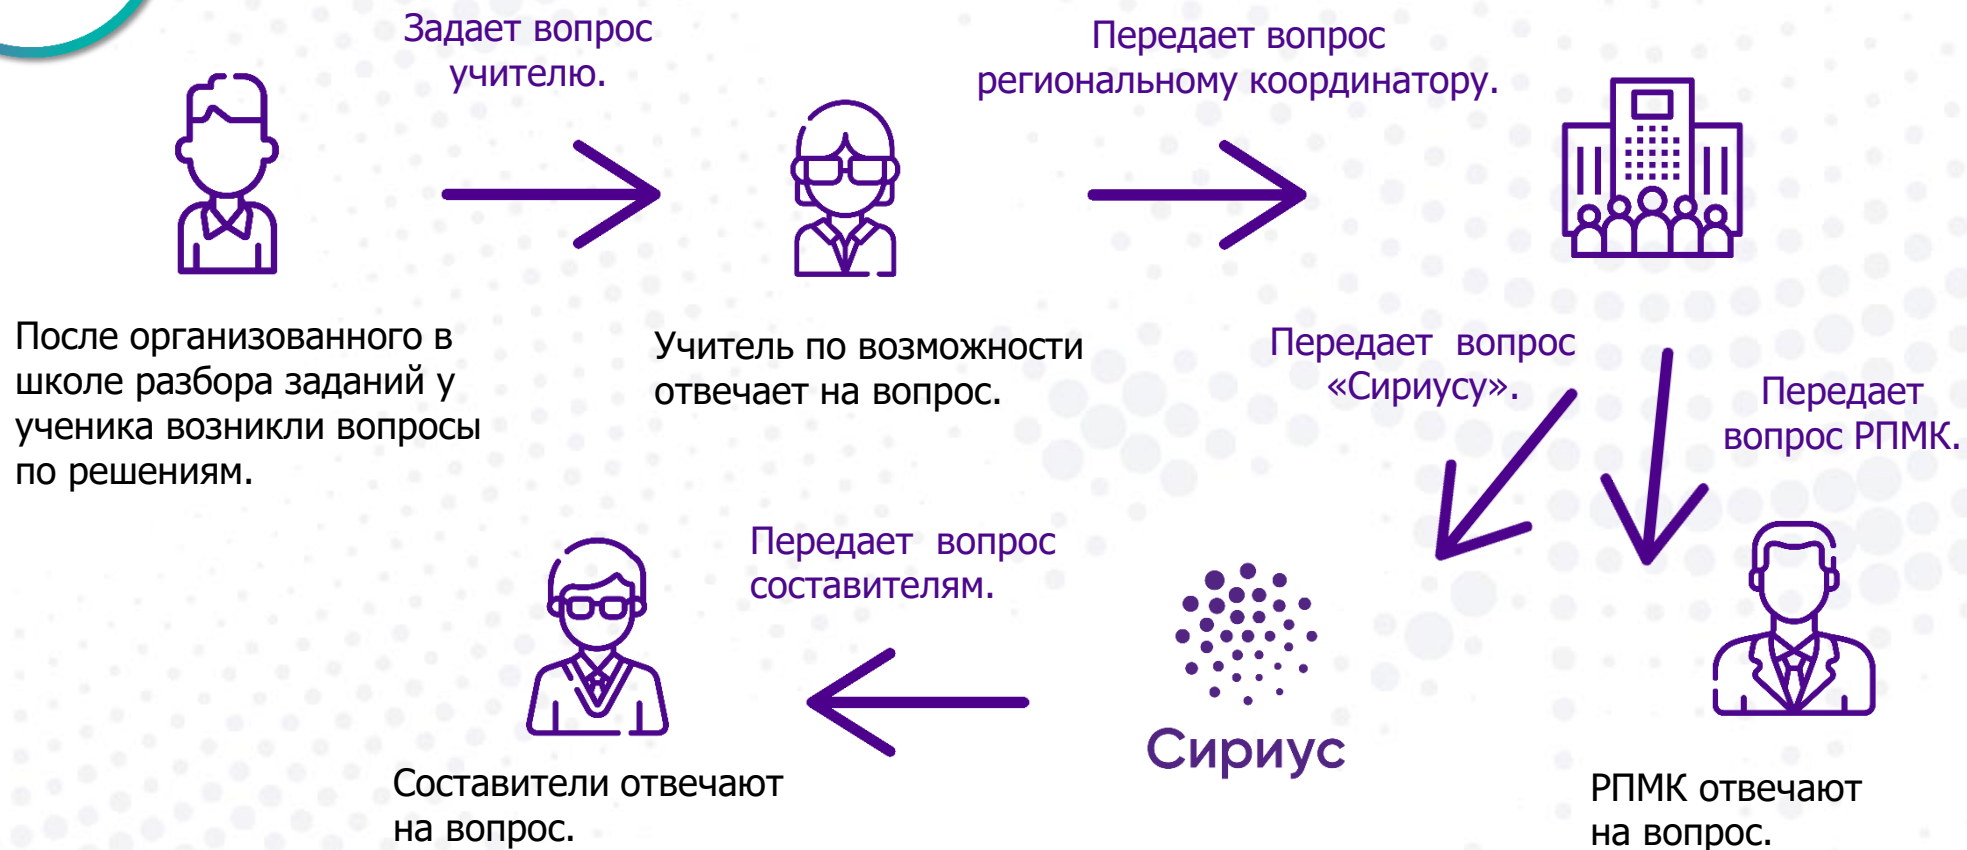 Задает вопрос
учителю.
Передает вопрос
региональному координатору.
После организованного в
школе разбора заданий у
ученика возникли вопросы
по решениям.
Учитель по возможности
отвечает на вопрос.
Передает вопрос
«Сириусу».
Передает
вопрос РПМК.
Передает вопрос
составителям.
Сириус
Составители отвечают
на вопрос.
РПМК отвечают
на вопрос.